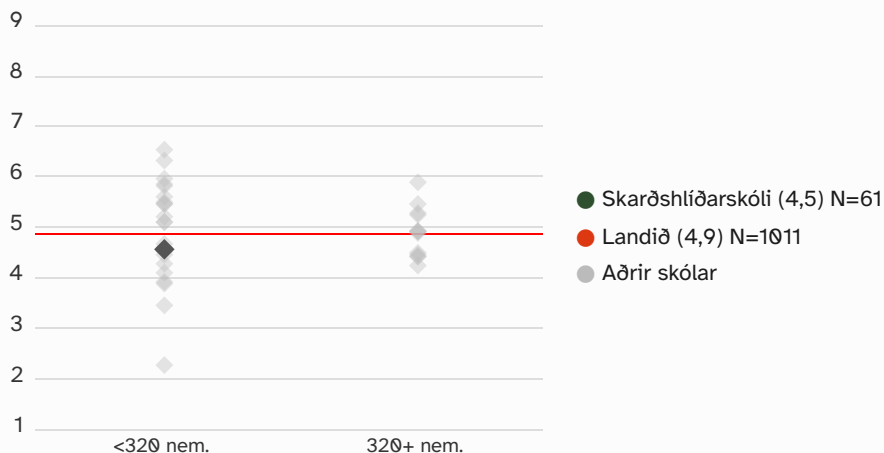 9
8
7
6
5
4
3
2
1
<320 nem.
320+ nem.
Skarðshlíðarskóli (4,5) N=61
Landið (4,9) N=1011
Aðrir skólar